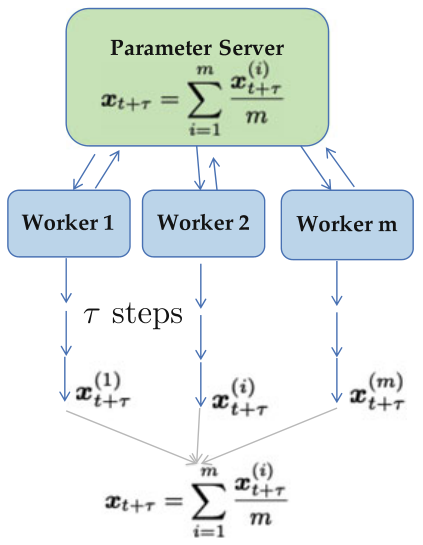 Parameter Server
$\boldsymbol{x}_{t+\tau} = \sum_{i=1}^{m} \frac{\boldsymbol{x}_{t+\tau}^{(i)}}{m}$
Worker 1 Worker 2 Worker m
τ steps
$\boldsymbol{x}_{t+\tau}^{(1)}$ $\boldsymbol{x}_{t+\tau}^{(i)}$ $\boldsymbol{x}_{t+\tau}^{(m)}$
$\boldsymbol{x}_{t+\tau} = \sum_{i=1}^{m} \frac{\boldsymbol{x}_{t+\tau}^{(i)}}{m}$